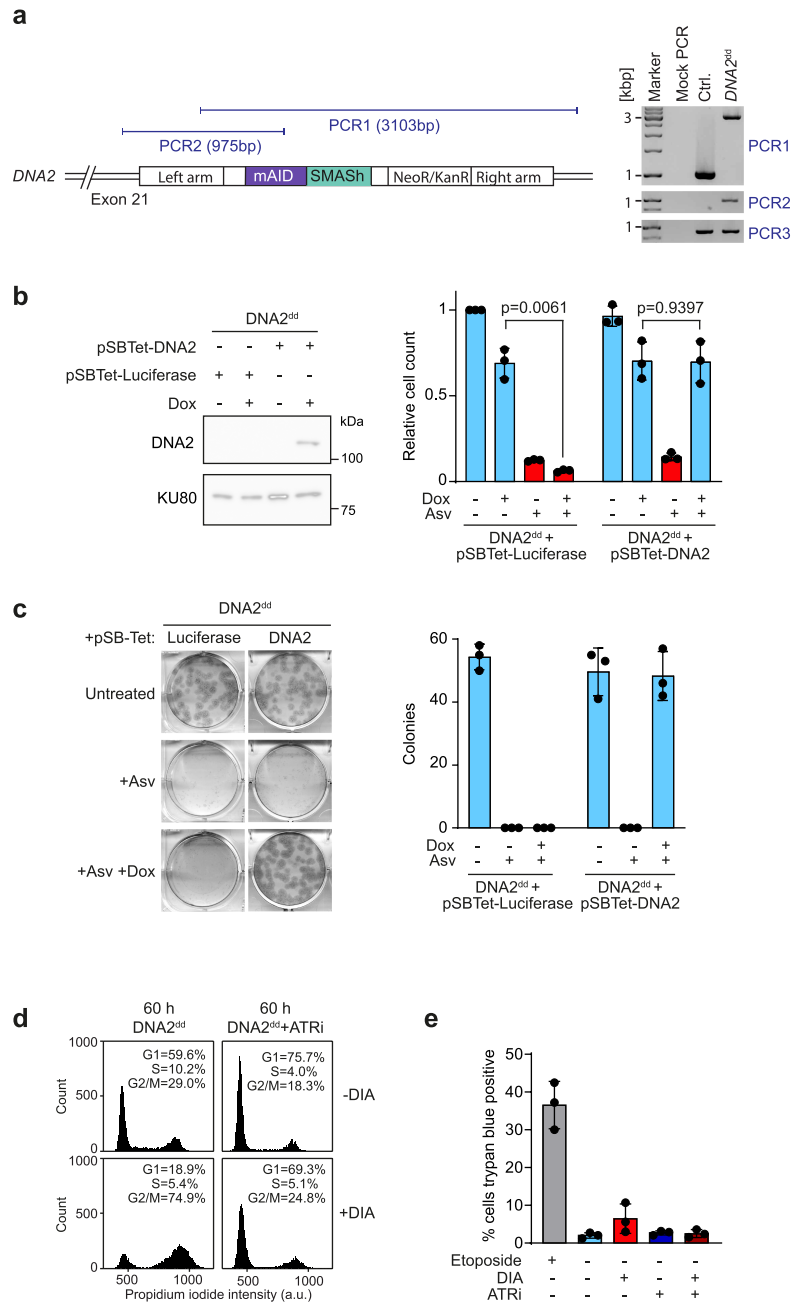 a
PCR1 (3103bp)
PCR2 (975bp)
DNA2
Exon 21
Left arm
mAID
SMASh
NeoR/KanR
Right arm
[kbp]
Marker
Mock PCR
Ctrl.
DNA2dd
3
1
PCR1
1
PCR2
1
PCR3
b
DNA2dd
pSBTet-DNA2 - - + +
pSBTet-Luciferase + + - -
Dox - + - +
kDa
DNA2
100
KU80
75
Relative cell count
1
0.5
0
p=0.0061
p=0.9397
Dox - + - + - + - +
Asv - - + + - - + +
DNA2dd +
pSBTet-Luciferase
DNA2dd +
pSBTet-DNA2
c
DNA2dd
+pSB-Tet: Luciferase DNA2
Untreated
+Asv
+Asv +Dox
Colonies
60
40
20
0
Dox - - + - - +
Asv - + + - + +
DNA2dd +
pSBTet-Luciferase
DNA2dd +
pSBTet-DNA2
d
60 h
DNA2dd
60 h
DNA2dd+ATRi
Count
1000
500
0
G1=59.6%
S=10.2%
G2/M=29.0%
G1=75.7%
S=4.0%
G2/M=18.3%
-DIA
Count
1000
500
0
G1=18.9%
S=5.4%
G2/M=74.9%
G1=69.3%
S=5.1%
G2/M=24.8%
+DIA
500 1000 500 1000
Propidium iodide intensity (a.u.)
e
% cells trypan blue positive
50
40
30
20
10
0
Etoposide + - - - -
DIA - - + - +
ATRi - - - + +